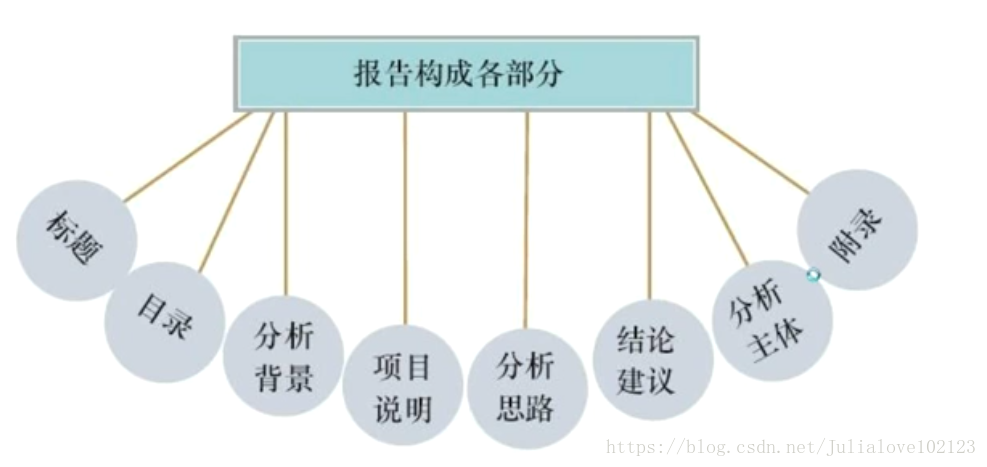 报告构成各部分
标题
目录
分析
背景
项目
说明
分析
思路
结论
建议
分析
主体
附录
https://blog.csdn.net/Julialove102123